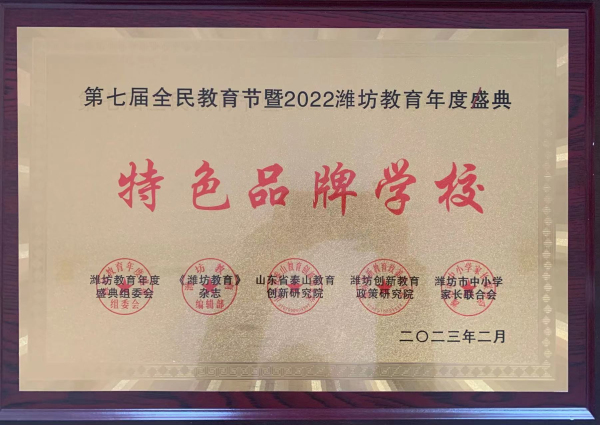 第七届全民教育节暨2022潍坊教育年度盛典
特色品牌学校
潍坊教育年度
盛典组委会
《潍坊教育》
杂志
编辑部
山东省泰山教育
创新研究院
潍坊创新教育
政策研究院
潍坊市中小学
家长联合会
二〇二三年二月